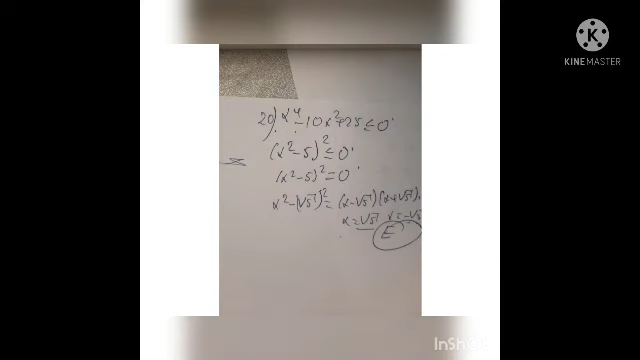 K
KINEMASTER
20) x⁴-10x²+25≤0
(x²-5)²≤0
(x²-5)²=0
x²-(√5)²=(x-√5)(x+√5)
x=√5 x=-√5
E
InSh